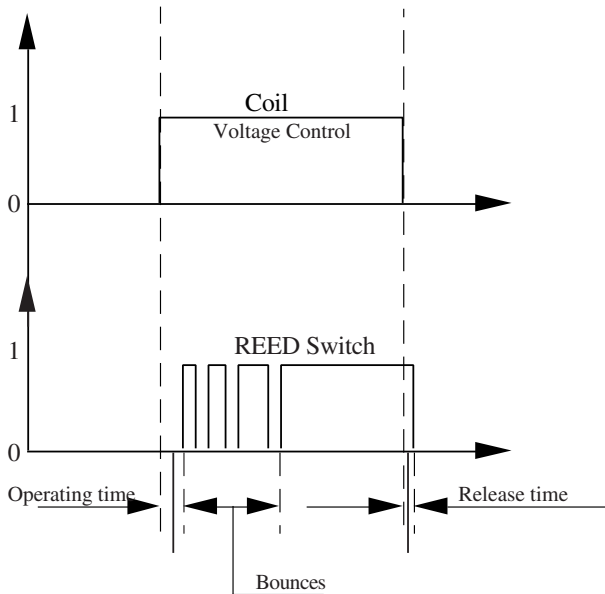 1
Coil
Voltage Control
0
1
REED Switch
0
Operating time
Release time
Bounces